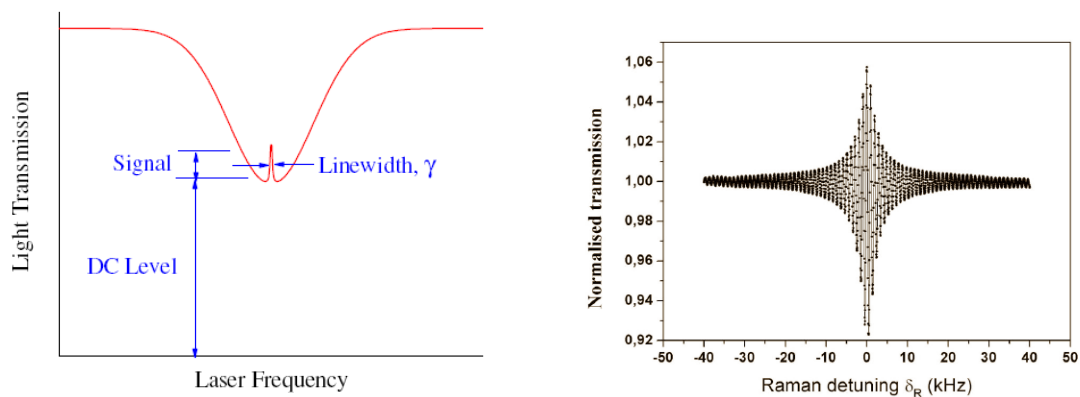 Light Transmission
Signal
Linewidth, γ
DC Level
Laser Frequency
Normalised transmission
1,06
1,04
1,02
1,00
0,98
0,96
0,94
0,92
-50 -40 -30 -20 -10 0 10 20 30 40 50
Raman detuning δR (kHz)